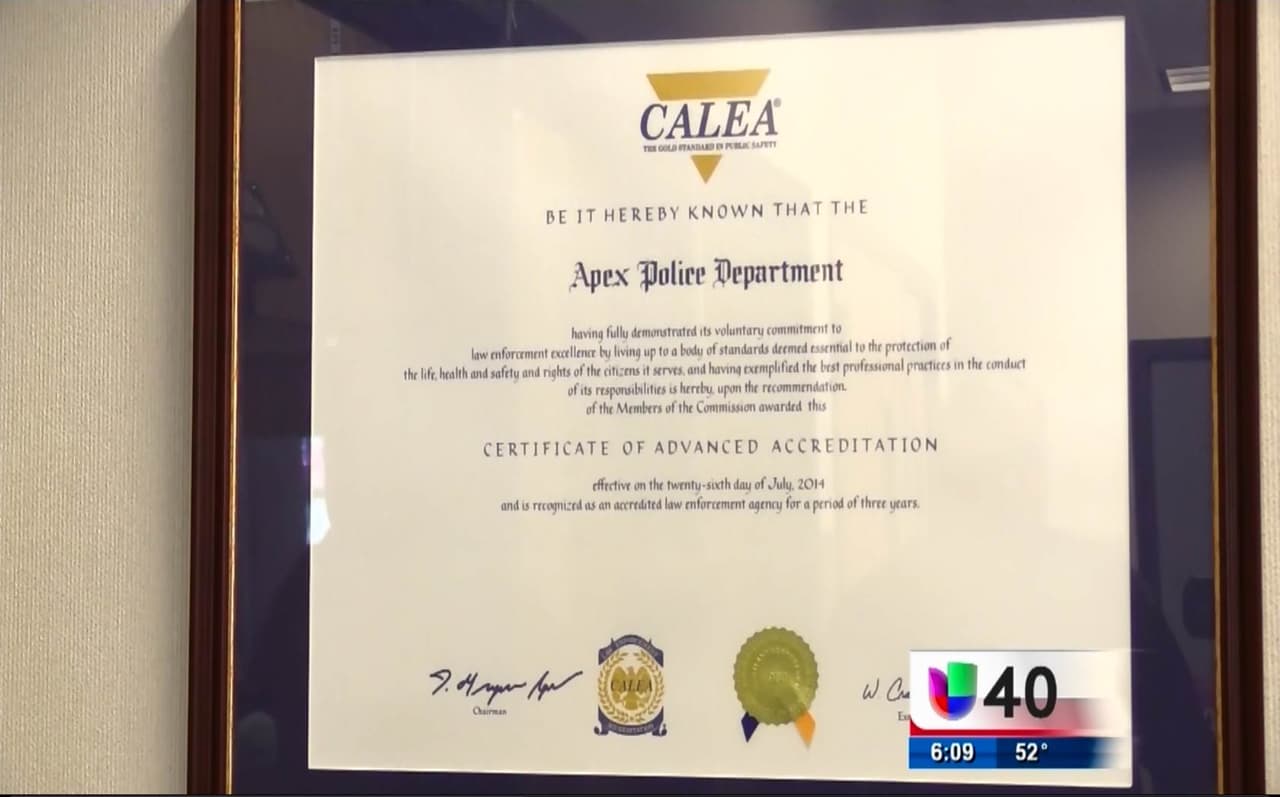 CALEA®
THE GOLD STANDARD IN PUBLIC SAFETY
BE IT HEREBY KNOWN THAT THE
Apex Police Department
having fully demonstrated its voluntary commitment to
law enforcement excellence by living up to a body of standards deemed essential to the protection of
the life, health and safety and rights of the citizens it serves, and having exemplified the best professional practices in the conduct
of its responsibilities is hereby, upon the recommendation.
of the Members of the Commission awarded this
CERTIFICATE OF ADVANCED ACCREDITATION
effective on the twenty-sixth day of July, 2014
and is recognized as an accredited law enforcement agency for a period of three years.
Chairman
CALEA
ACCREDITATION
40
6:09 52°